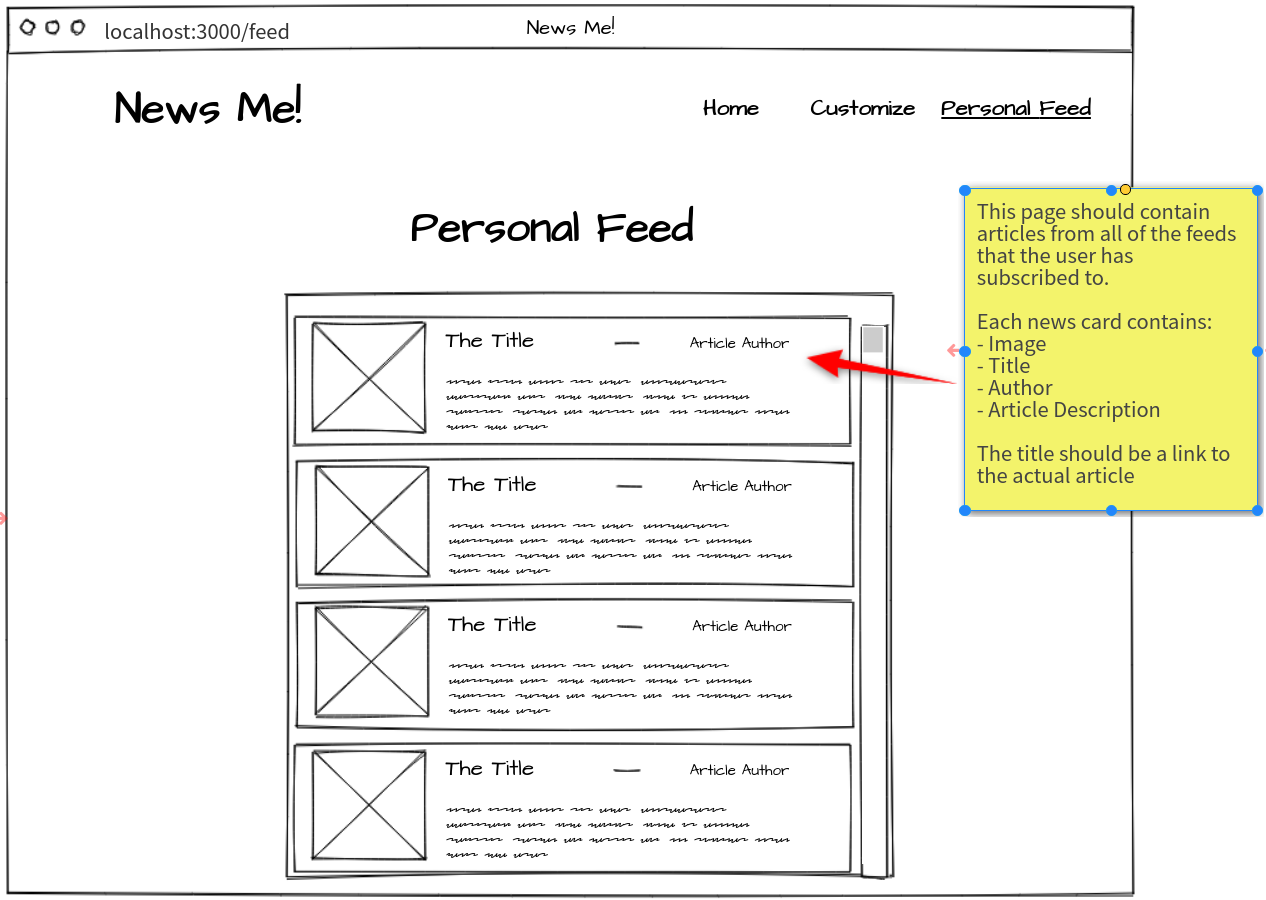 localhost:3000/feed
News Me!
News Me!
Home Customize Personal Feed
Personal Feed
This page should contain
articles from all of the feeds
that the user has
subscribed to.
Each news card contains:
- Image
- Title
- Author
- Article Description
The title should be a link to
the actual article
The Title — Article Author
The Title — Article Author
The Title — Article Author
The Title — Article Author